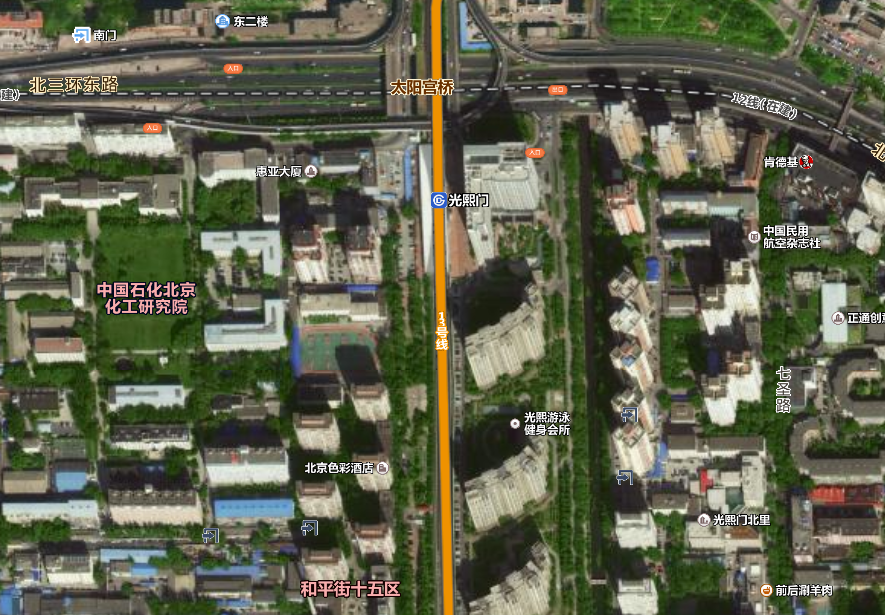 东二楼
南门
北三环东路
入口
太阳宫桥
出口
建)
12线(在建)
入口
北
惠亚大厦
入口
肯德基
光熙门
中国民用
航空杂志社
中国石化北京
化工研究院
13号线
正通创意
七圣路
光熙游泳
健身会所
北京色彩酒店
光熙门北里
和平街十五区
前后涮羊肉